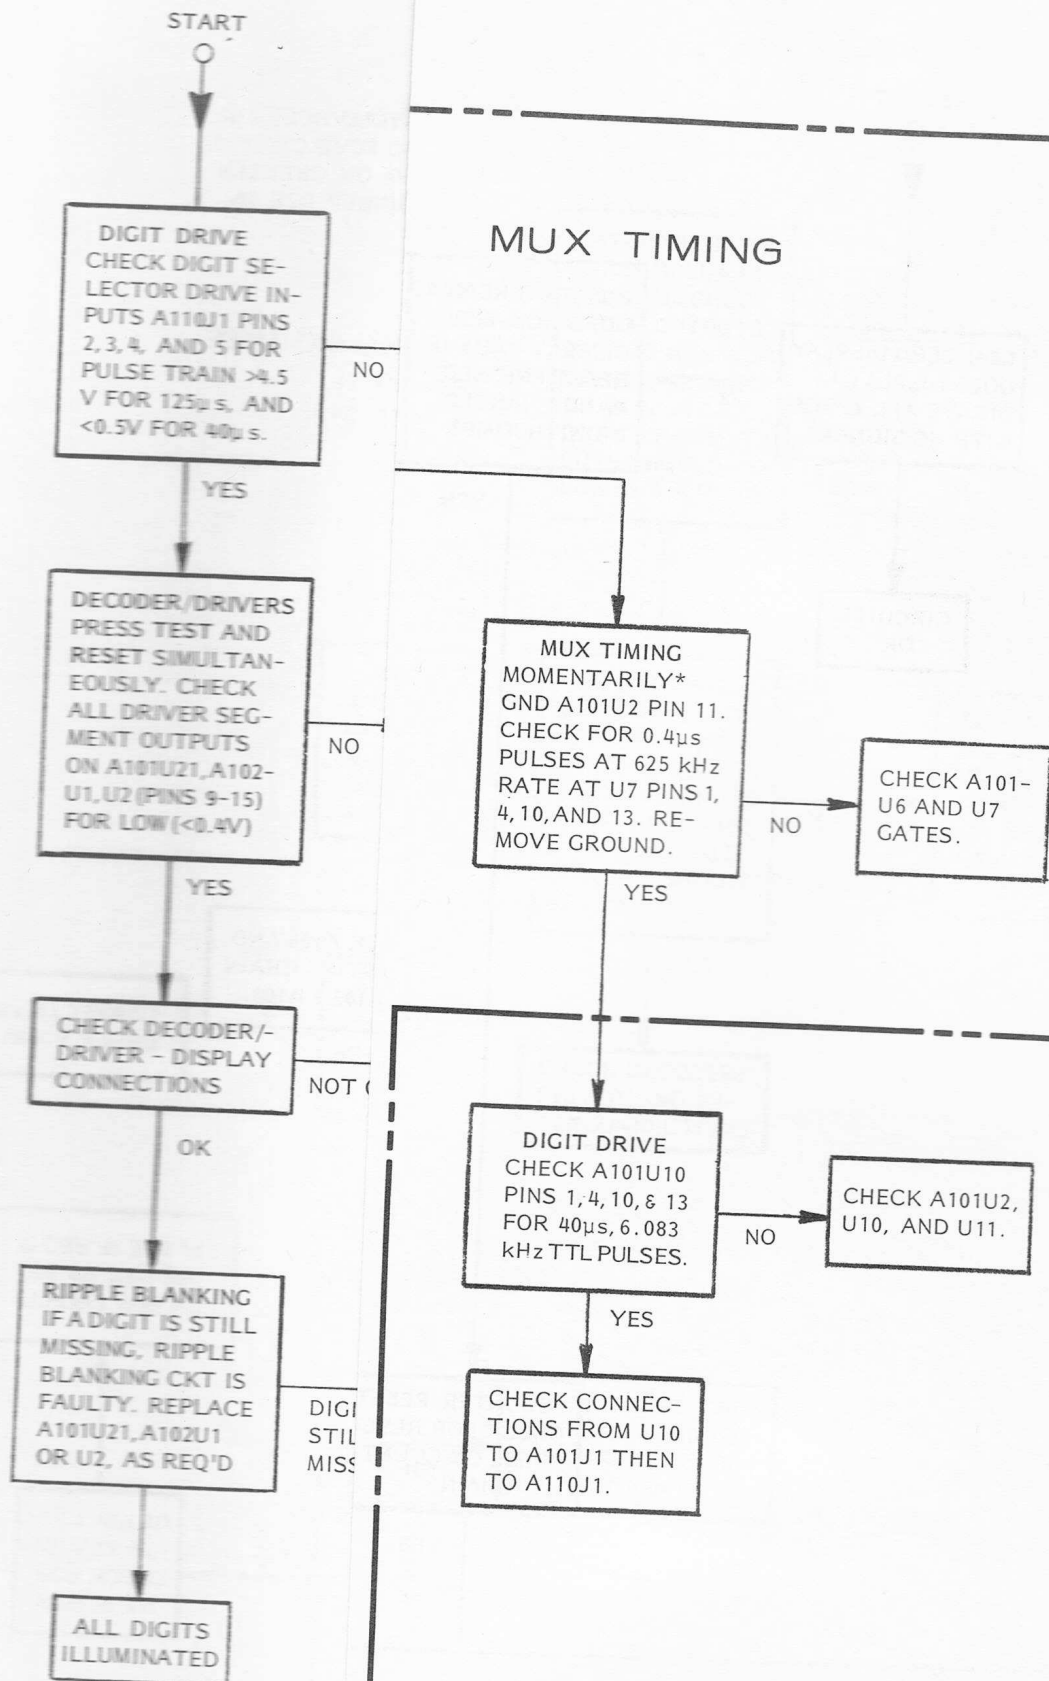 START
DIGIT DRIVE
CHECK DIGIT SE-
LECTOR DRIVE IN-
PUTS A110J1 PINS
2,3,4, AND 5 FOR
PULSE TRAIN >4.5
V FOR 125µs, AND
<0.5V FOR 40µs.
NO
YES
DECODER/DRIVERS
PRESS TEST AND
RESET SIMULTAN-
EOUSLY. CHECK
ALL DRIVER SEG-
MENT OUTPUTS
ON A101U21,A102-
U1,U2(PINS 9-15)
FOR LOW(<0.4V)
NO
YES
CHECK DECODER/-
DRIVER - DISPLAY
CONNECTIONS
NOT
OK
RIPPLE BLANKING
IF A DIGIT IS STILL
MISSING, RIPPLE
BLANKING CKT IS
FAULTY. REPLACE
A101U21,A102U1
OR U2, AS REQ'D
DIGI
STIL
MISS
ALL DIGITS
ILLUMINATED
MUX TIMING
MUX TIMING
MOMENTARILY*
GND A101U2 PIN 11.
CHECK FOR 0.4µs
PULSES AT 625 kHz
RATE AT U7 PINS 1,
4,10,AND 13. RE-
MOVE GROUND.
NO
CHECK A101-
U6 AND U7
GATES.
YES
DIGIT DRIVE
CHECK A101U10
PINS 1,4,10,& 13
FOR 40µs,6.083
kHz TTL PULSES.
NO
CHECK A101U2,
U10, AND U11.
YES
CHECK CONNEC-
TIONS FROM U10
TO A101J1 THEN
TO A110J1.